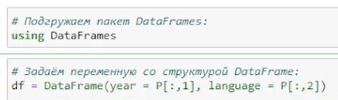 # Подгружаем пакет DataFrames:
using DataFrames
# Задаём переменную со структурой DataFrame:
df = DataFrame(year = P[:,1], language = P[:,2])